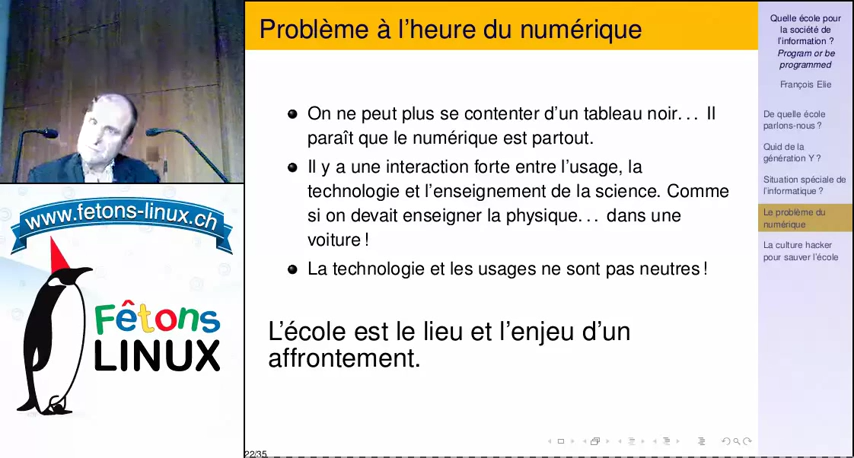 Problème à l'heure du numérique
On ne peut plus se contenter d'un tableau noir... Il
paraît que le numérique est partout.
Il y a une interaction forte entre l'usage, la
technologie et l'enseignement de la science. Comme
si on devait enseigner la physique... dans une
voiture !
La technologie et les usages ne sont pas neutres !
L'école est le lieu et l'enjeu d'un
affrontement.
Quelle école pour
la société de
l'information ?
Program or be
programmed
François Elie
De quelle école
parlons-nous ?
Quid de la
génération Y ?
Situation spéciale de
l'informatique ?
Le problème du
numérique
La culture hacker
pour sauver l'école
www.fetons-linux.ch
Fêtons
LINUX
22/35